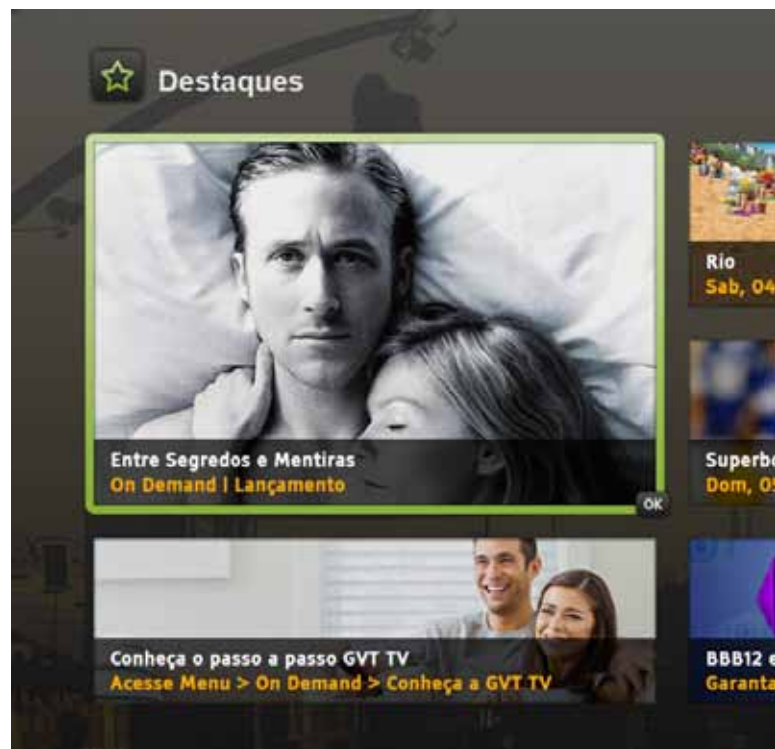 Destaques
Entre Segredos e Mentiras
On Demand | Lançamento
OK
Rio
Sab, 04
Dom, 05
Conheça o passo a passo GVT TV
Acesse Menu > On Demand > Conheça a GVT TV
BBB12 e
Garanta